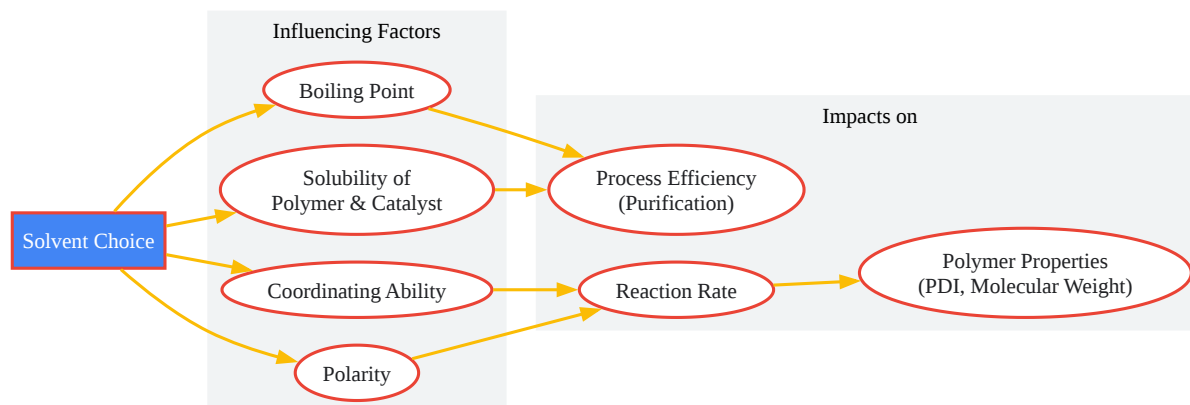 Influencing Factors
Boiling Point
Impacts on
Solubility of
Polymer & Catalyst
Process Efficiency
(Purification)
Solvent Choice
Coordinating Ability
Reaction Rate
Polymer Properties
(PDI, Molecular Weight)
Polarity